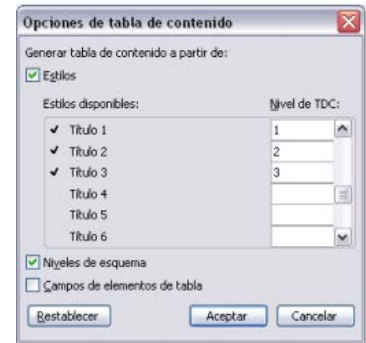 Opciones de tabla de contenido
Generar tabla de contenido a partir de:
Estilos
Estilos disponibles: Nivel de TDC:
Título 1 1
Título 2 2
Título 3 3
Título 4
Título 5
Título 6
Niveles de esquema
Campos de elementos de tabla
Restablecer Aceptar Cancelar